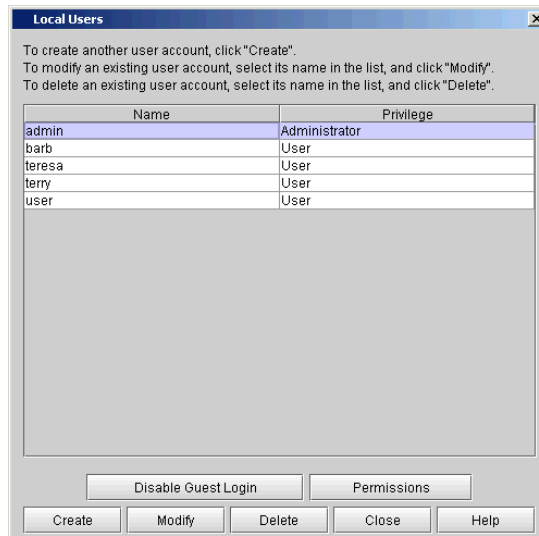 Local Users
To create another user account, click "Create".
To modify an existing user account, select its name in the list, and click "Modify".
To delete an existing user account, select its name in the list, and click "Delete".
Name Privilege
admin Administrator
barb User
teresa User
terry User
user User
Disable Guest Login Permissions
Create Modify Delete Close Help